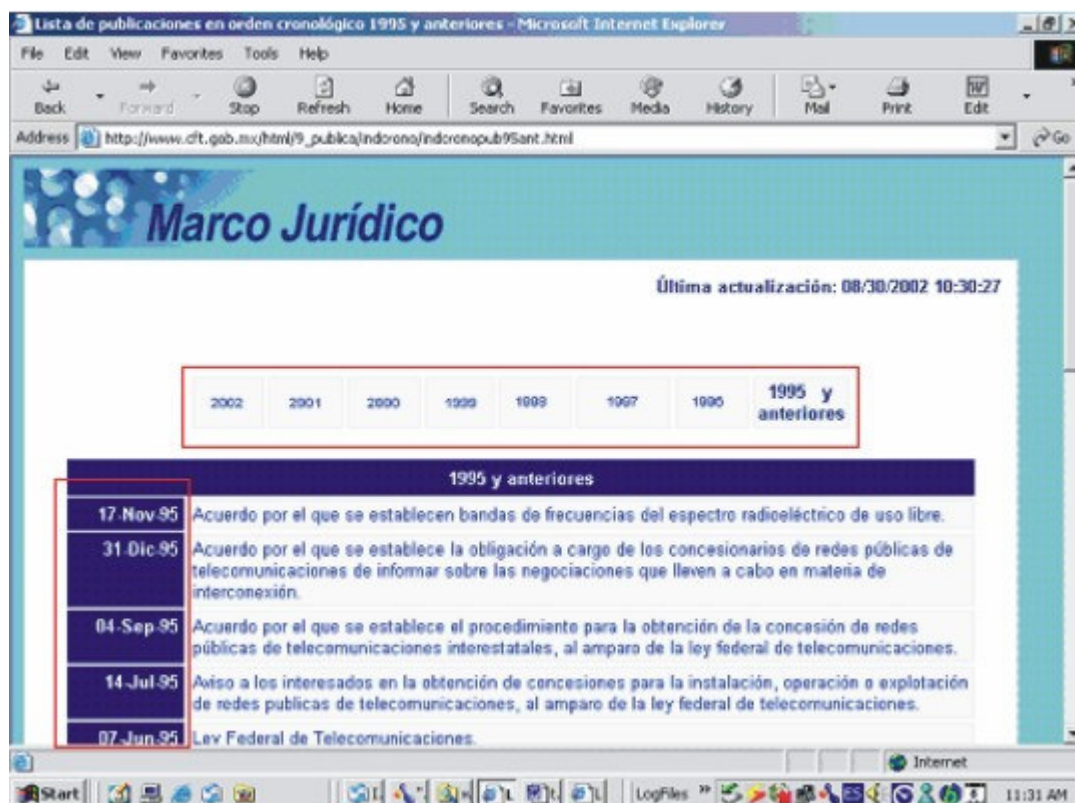 Lista de publicaciones en orden cronológico 1995 y anteriores - Microsoft Internet Explorer
File Edit View Favorites Tools Help
Back Forward Stop Refresh Home Search Favorites Media History Mail Print Edit
Address http://www.cft.gob.mx/html/9_publica/indcrono/indcronopub95ant.html Go
Marco Jurídico
Última actualización: 08/30/2002 10:30:27
2002 2001 2000 1999 1998 1997 1996 1995 y
anteriores
1995 y anteriores
17-Nov-95 Acuerdo por el que se establecen bandas de frecuencias del espectro radioeléctrico de uso libre.
31-Dic-95 Acuerdo por el que se establece la obligación a cargo de los concesionarios de redes públicas de
telecomunicaciones de informar sobre las negociaciones que lleven a cabo en materia de
interconexión.
04-Sep-95 Acuerdo por el que se establece el procedimiento para la obtención de la concesión de redes
públicas de telecomunicaciones interestatales, al amparo de la ley federal de telecomunicaciones.
14-Jul-95 Aviso a los interesados en la obtención de concesiones para la instalación, operación o explotación
de redes publicas de telecomunicaciones, al amparo de la ley federal de telecomunicaciones.
07-Jun-95 Ley Federal de Telecomunicaciones.
Internet
Start LogFiles » ES 11:31 AM